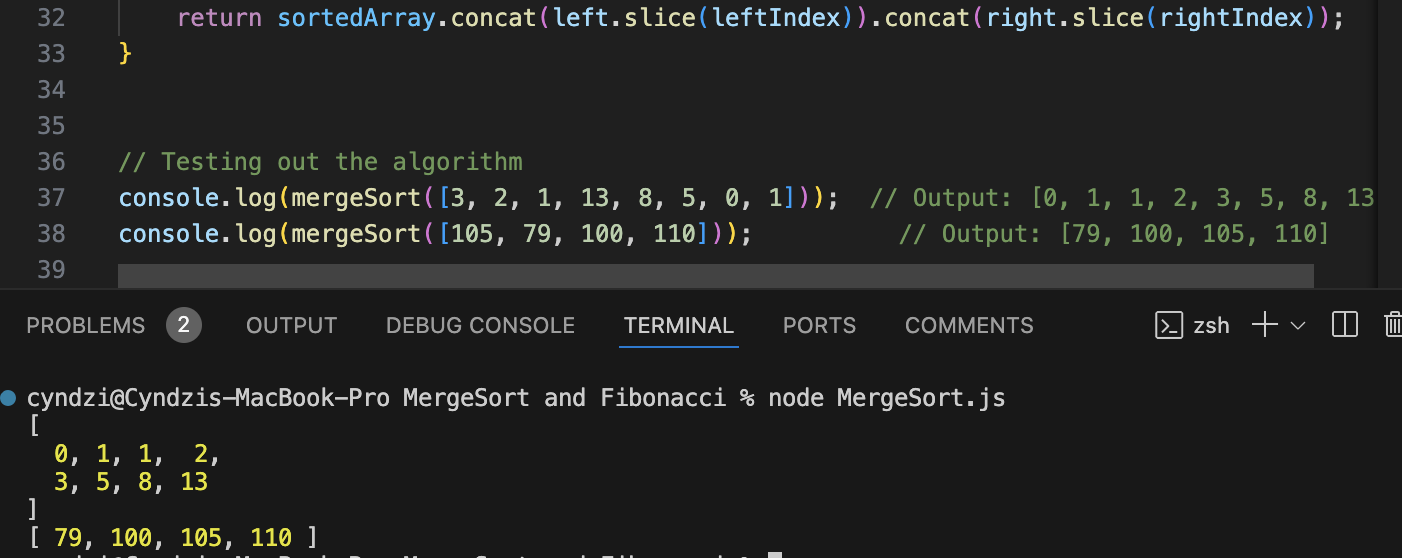 32 return sortedArray.concat(left.slice(leftIndex)).concat(right.slice(rightIndex));
33 }
34
35
36 // Testing out the algorithm
37 console.log(mergeSort([3, 2, 1, 13, 8, 5, 0, 1])); // Output: [0, 1, 1, 2, 3, 5, 8, 13
38 console.log(mergeSort([105, 79, 100, 110])); // Output: [79, 100, 105, 110]
39
PROBLEMS 2 OUTPUT DEBUG CONSOLE TERMINAL PORTS COMMENTS zsh
cyndzi@Cyndzis-MacBook-Pro MergeSort and Fibonacci % node MergeSort.js
[
0, 1, 1, 2,
3, 5, 8, 13
]
[ 79, 100, 105, 110 ]